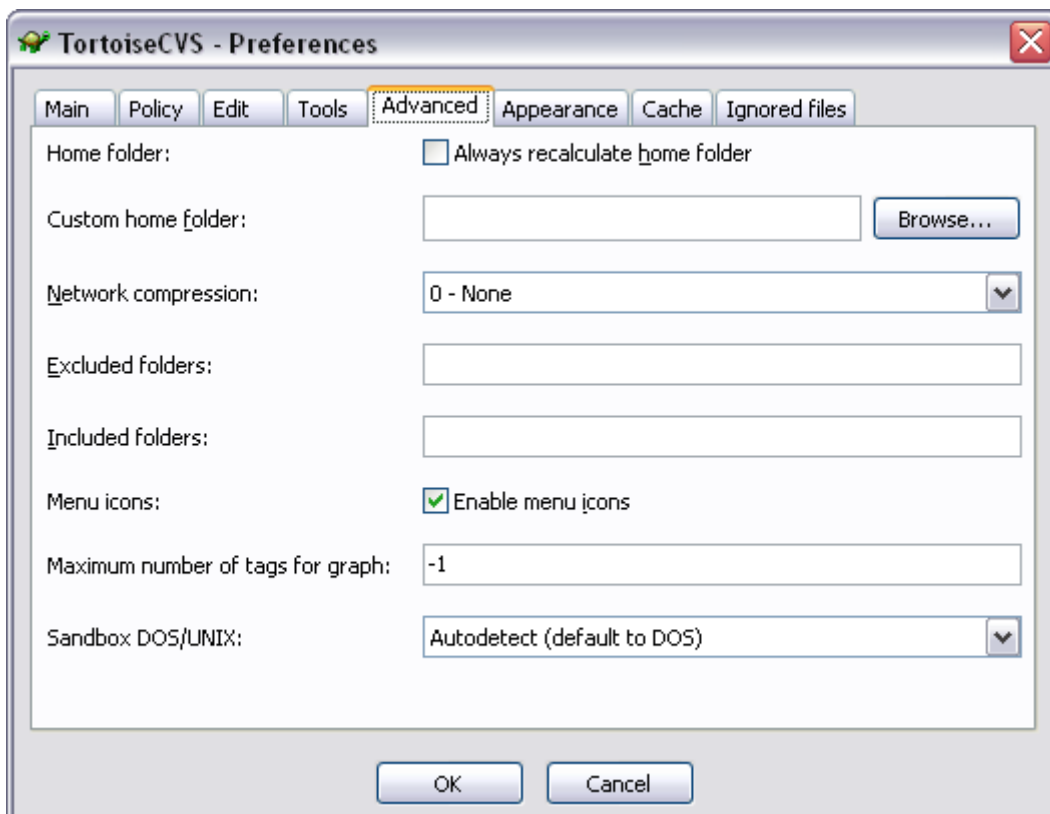 TortoiseCVS - Preferences
Main Policy Edit Tools Advanced Appearance Cache Ignored files
Home folder: Always recalculate home folder
Custom home folder: Browse...
Network compression: 0 - None
Excluded folders:
Included folders:
Menu icons: Enable menu icons
Maximum number of tags for graph: -1
Sandbox DOS/UNIX: Autodetect (default to DOS)
OK Cancel